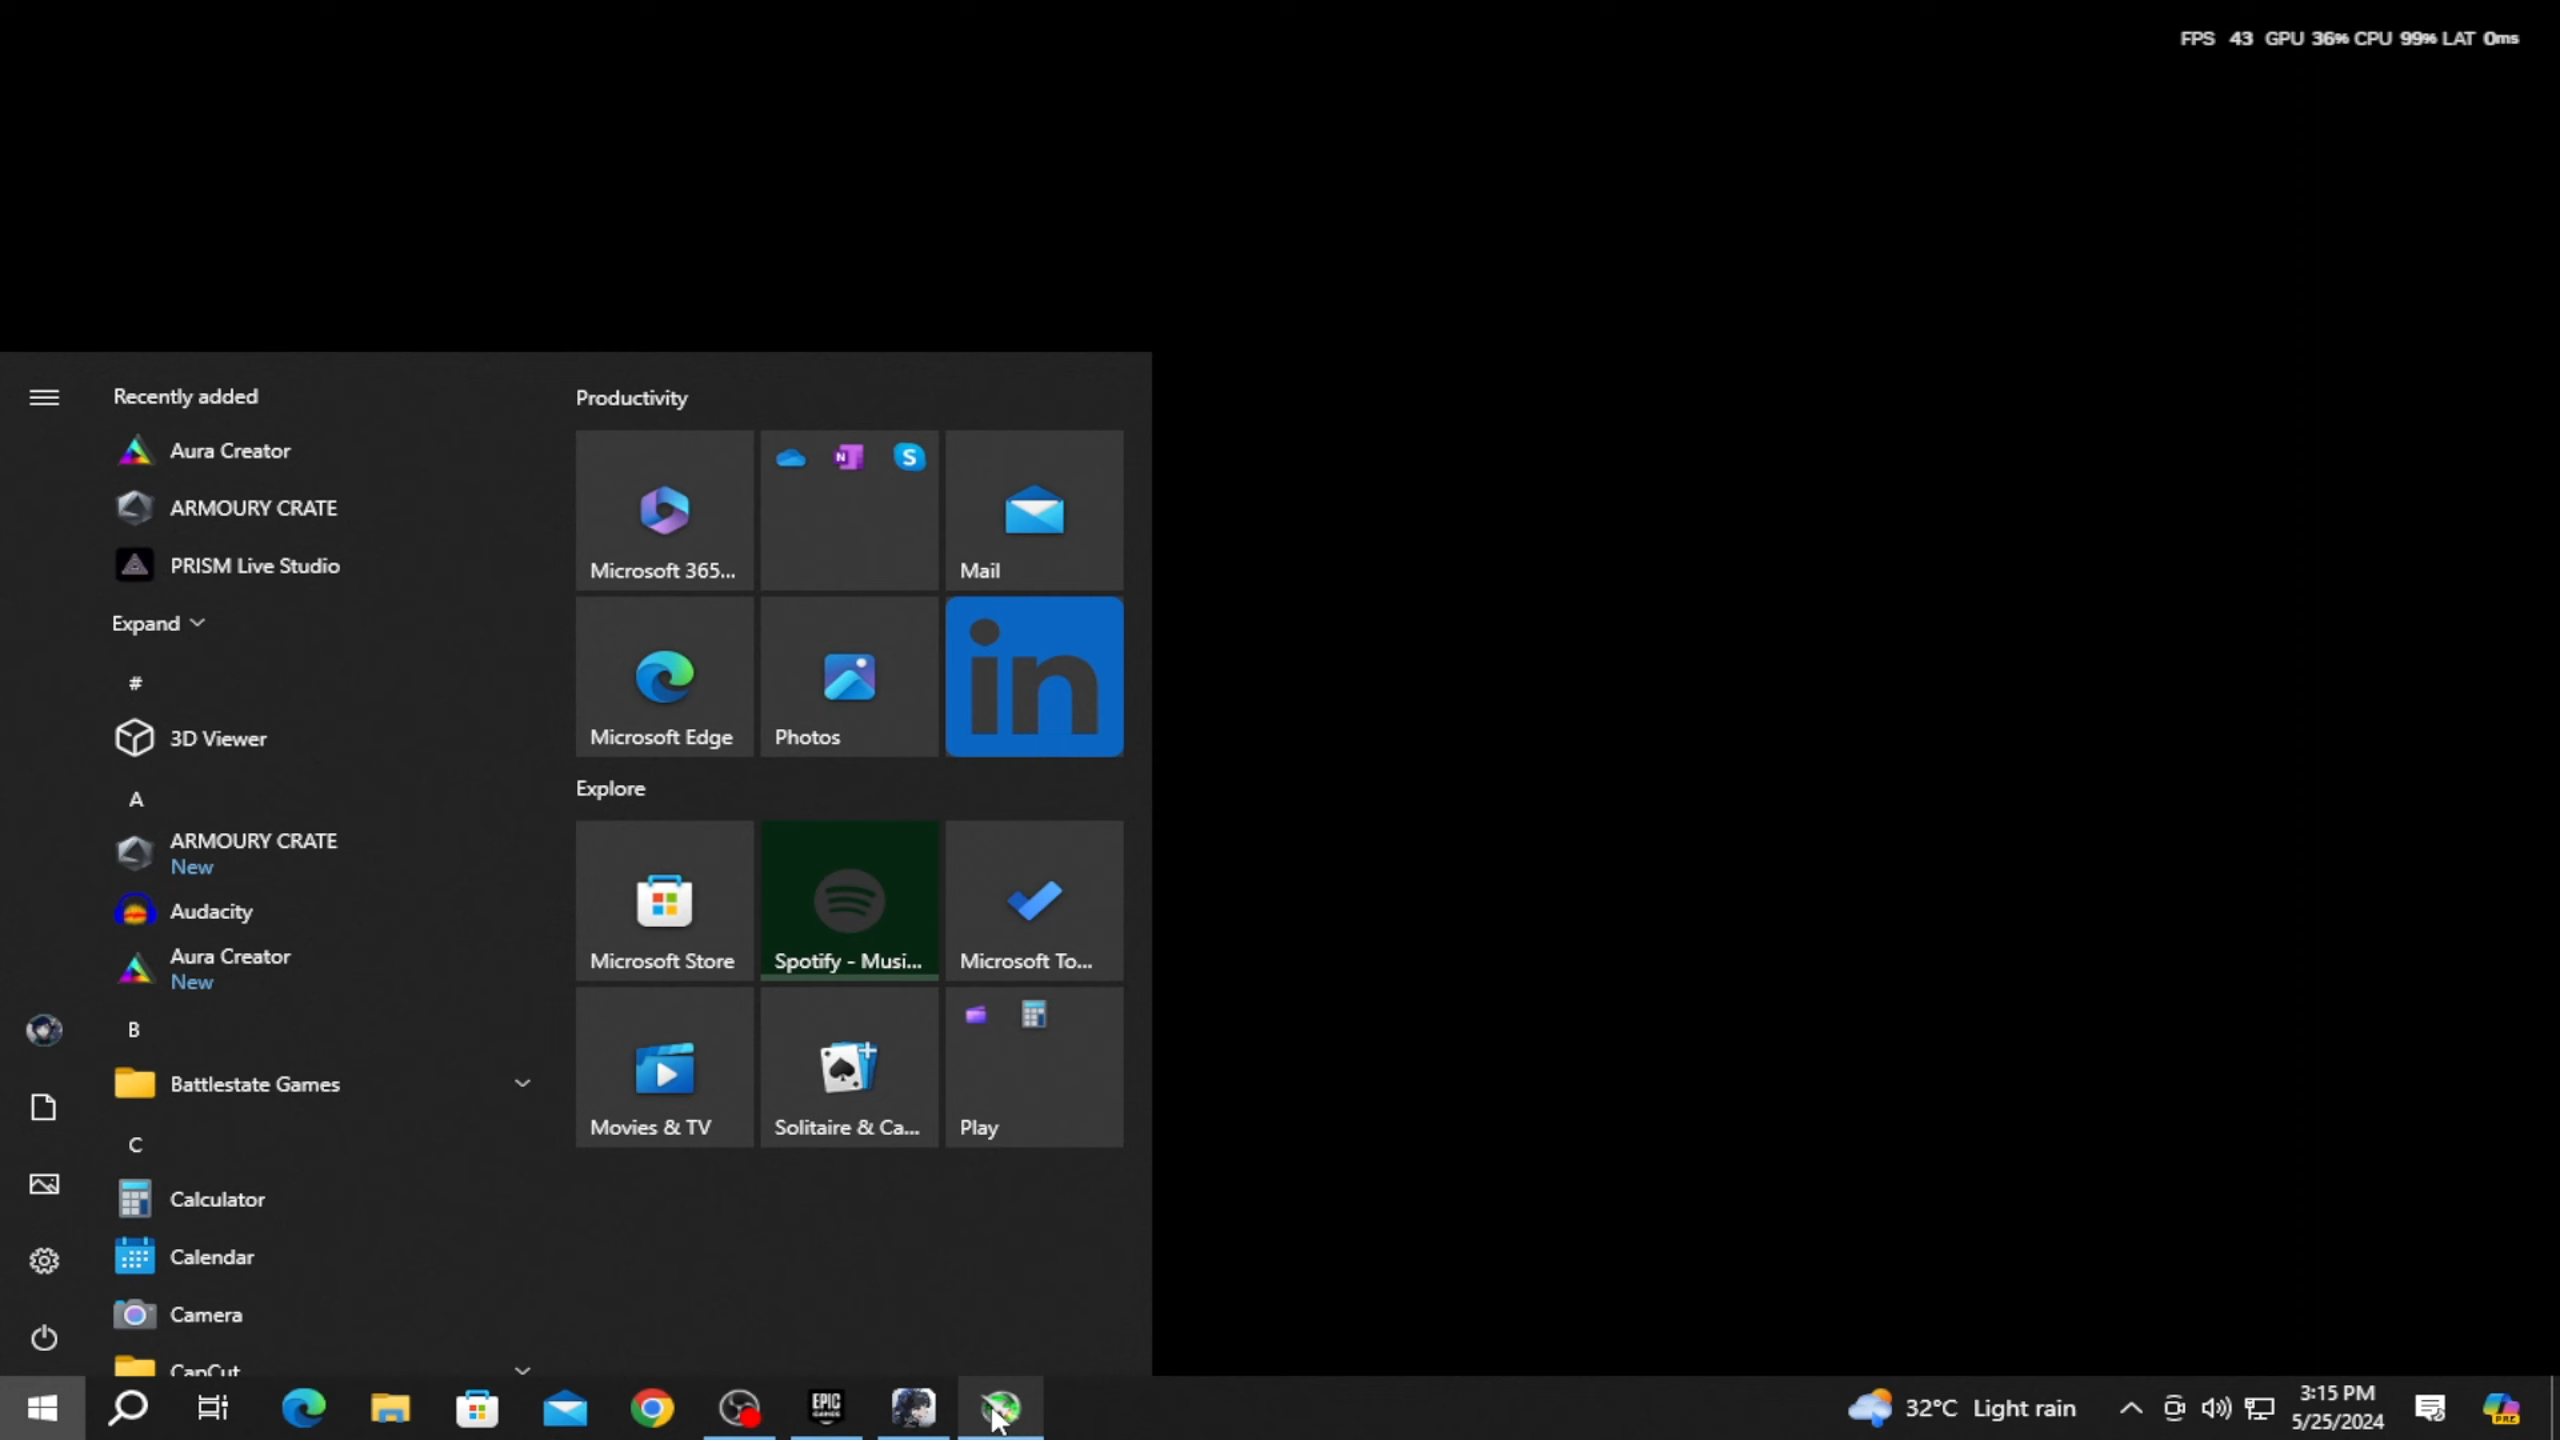 FPS 43 GPU 36% CPU 99% LAT 0ms
Recently added
Aura Creator
ARMOURY CRATE
PRISM Live Studio
Expand
#
3D Viewer
A
ARMOURY CRATE
New
Audacity
Aura Creator
New
B
Battlestate Games
C
Calculator
Calendar
Camera
CapCut
Productivity
N
S
Microsoft 365...
Mail
Microsoft Edge
Photos
in
Explore
Microsoft Store
Spotify - Musi...
Microsoft To...
Movies & TV
Solitaire & Ca...
Play
EPIC
GAMES
32°C Light rain
3:15 PM
5/25/2024
PRE